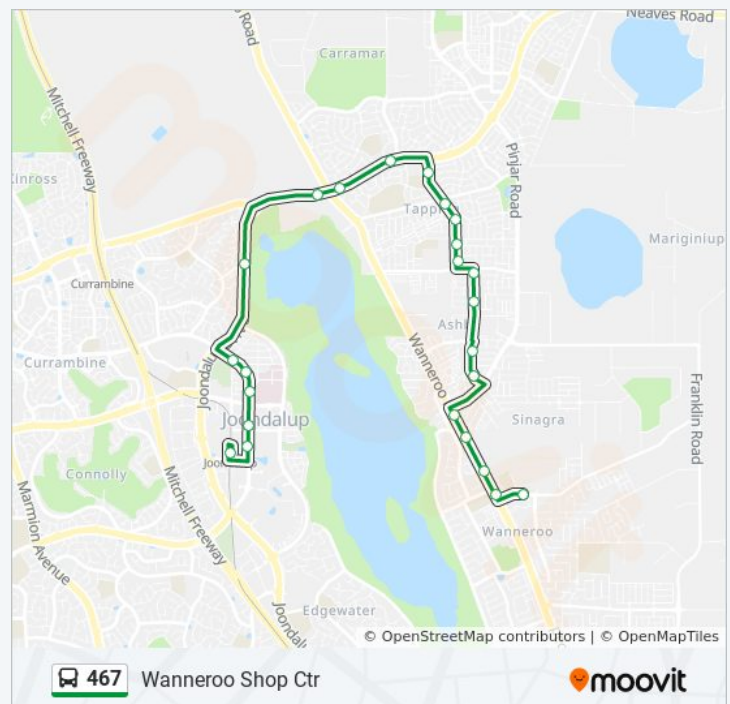 Neaves Road
Carramar
Mitchell Freeway
Kinross
Pinjar Road
Tapping
Mariginiup
Currambine
Ashby
Currambine
Wanneroo
Joondalup
Franklin Road
Sinagra
Joondalup
Connolly
Marmion Avenue
Mitchell Freeway
Wanneroo
Edgewater
© OpenStreetMap contributors | © OpenMapTiles
467 Wanneroo Shop Ctr
moovit